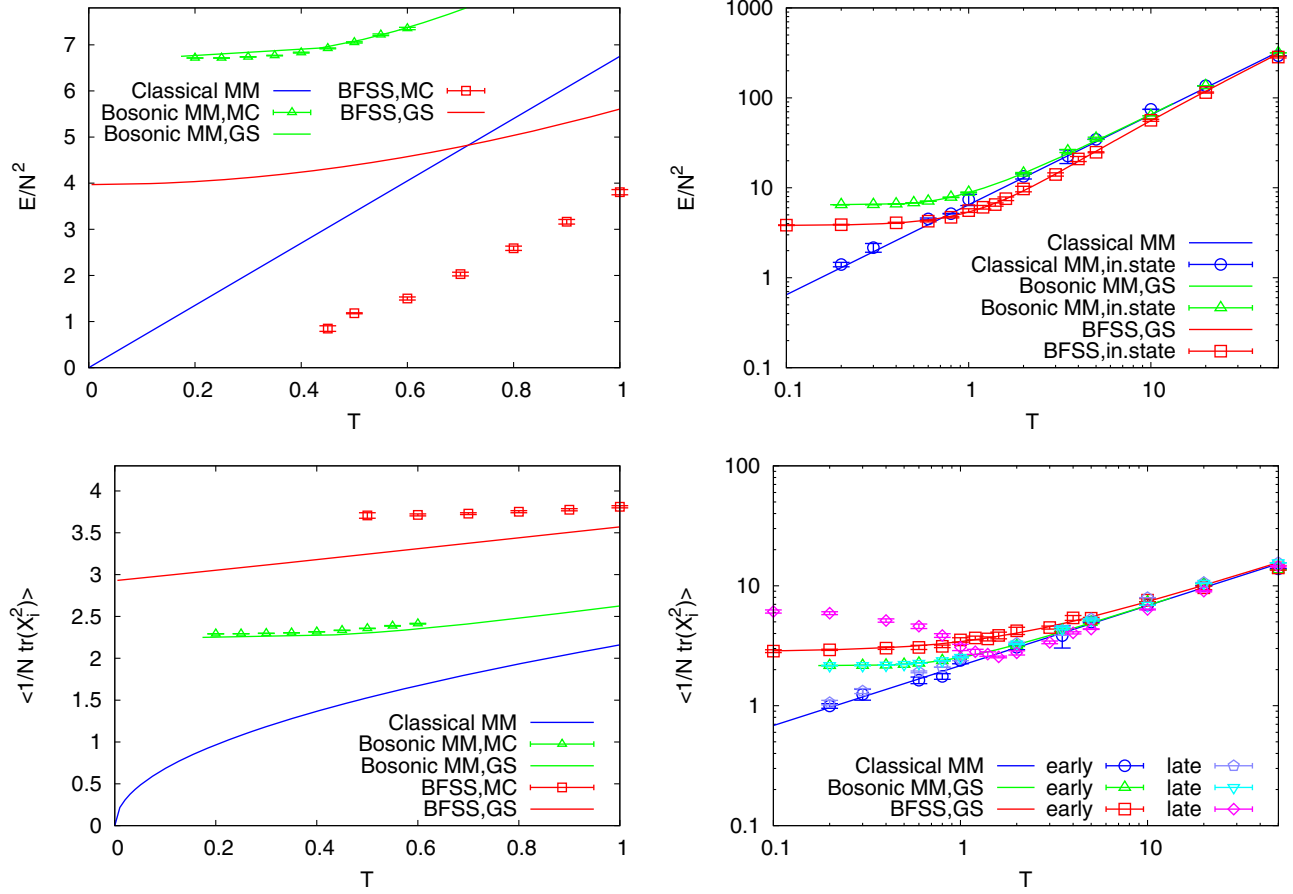 7
6
5
4
3
2
1
0
E/N²
0 0.2 0.4 0.6 0.8 1
T
Classical MM
Bosonic MM,MC
Bosonic MM,GS
BFSS,MC
BFSS,GS
1000
100
10
1
0.1
E/N²
0.1 1 10
T
Classical MM
Classical MM,in.state
Bosonic MM,GS
Bosonic MM,in.state
BFSS,GS
BFSS,in.state
4
3.5
3
2.5
2
1.5
1
0.5
0
<1/N tr(X_i²)>
0 0.2 0.4 0.6 0.8 1
T
Classical MM
Bosonic MM,MC
Bosonic MM,GS
BFSS,MC
BFSS,GS
100
10
1
0.1
<1/N tr(X_i²)>
0.1 1 10
T
Classical MM early late
Bosonic MM,GS early late
BFSS,GS early late